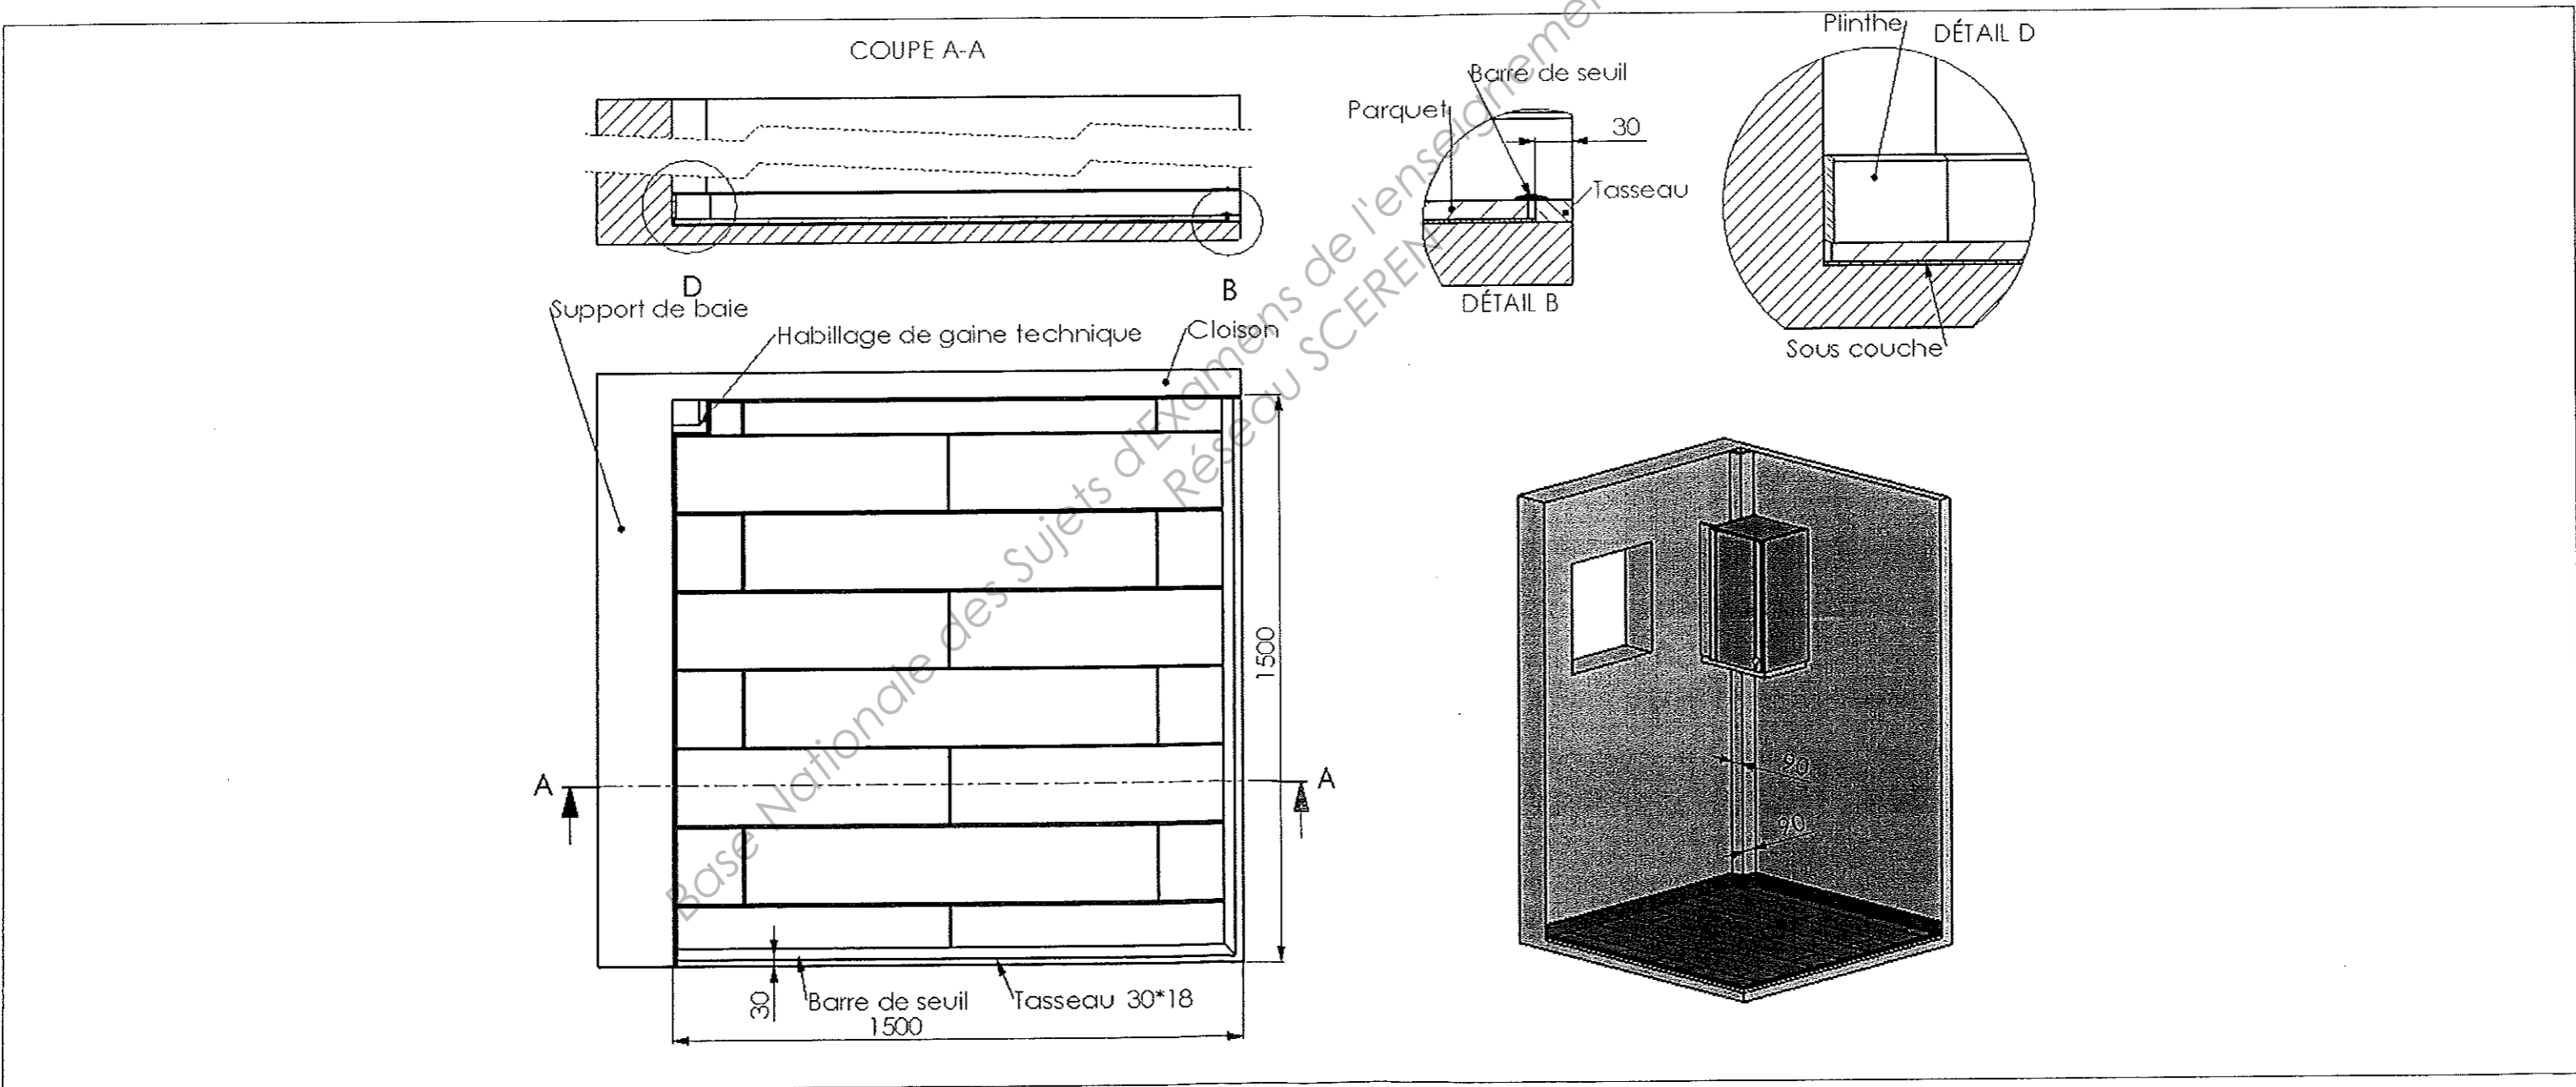 COUPE A-A
Plinthe
DÉTAIL D
Barre de seuil
Parquet
30
Tasseau
D
B
DÉTAIL B
Sous couche
Support de baie
Habillage de gaine technique
Cloison
1500
A
A
90
90
30
Barre de seuil
Tasseau 30*18
1500
Base Nationale des Sujets d'Examens de l'enseignemen
Réseau SCEREN